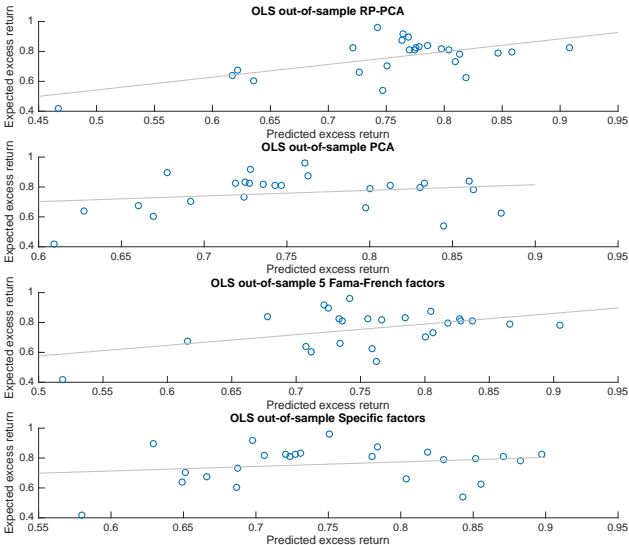 OLS out-of-sample RP-PCA
Expected excess return
1
0.8
0.6
0.4
0.45 0.5 0.55 0.6 0.65 0.7 0.75 0.8 0.85 0.9 0.95
Predicted excess return
OLS out-of-sample PCA
Expected excess return
1
0.8
0.6
0.4
0.6 0.65 0.7 0.75 0.8 0.85 0.9 0.95
Predicted excess return
OLS out-of-sample 5 Fama-French factors
Expected excess return
1
0.8
0.6
0.4
0.5 0.55 0.6 0.65 0.7 0.75 0.8 0.85 0.9 0.95
Predicted excess return
OLS out-of-sample Specific factors
Expected excess return
1
0.8
0.6
0.4
0.55 0.6 0.65 0.7 0.75 0.8 0.85 0.9 0.95
Predicted excess return